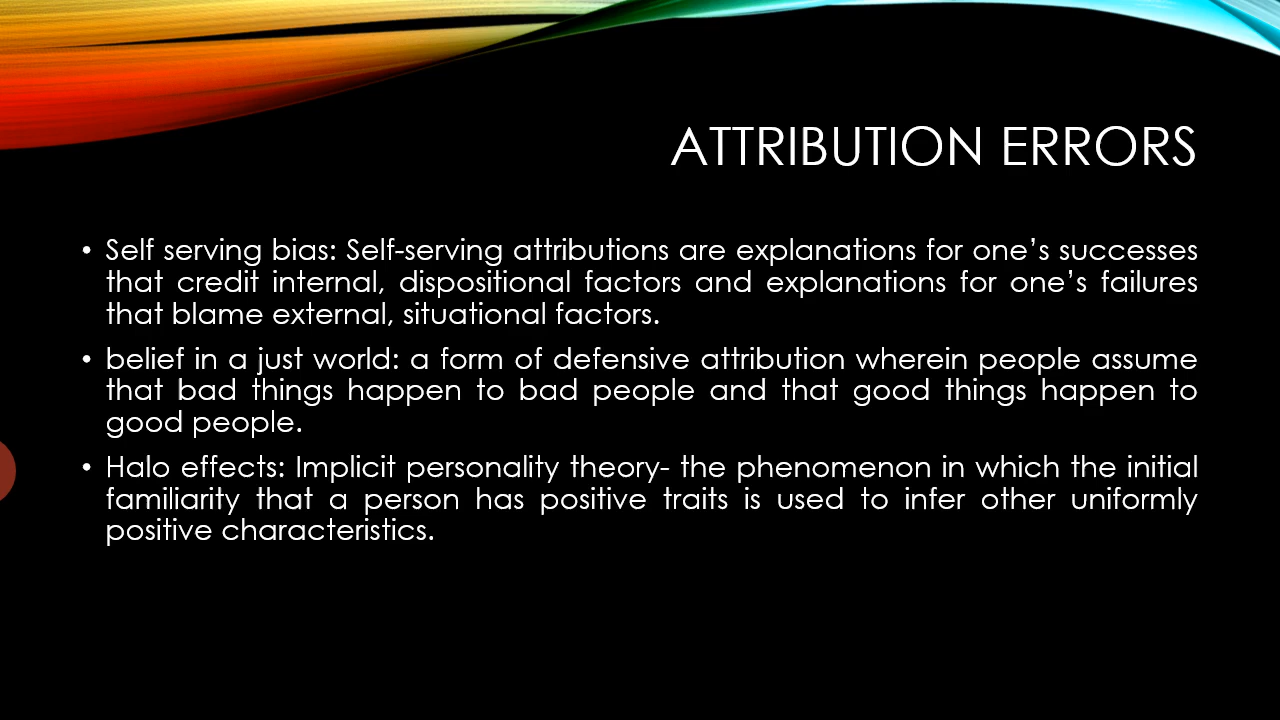 ATTRIBUTION ERRORS
• Self serving bias: Self-serving attributions are explanations for one’s successes
that credit internal, dispositional factors and explanations for one’s failures
that blame external, situational factors.
• belief in a just world: a form of defensive attribution wherein people assume
that bad things happen to bad people and that good things happen to
good people.
• Halo effects: Implicit personality theory- the phenomenon in which the initial
familiarity that a person has positive traits is used to infer other uniformly
positive characteristics.